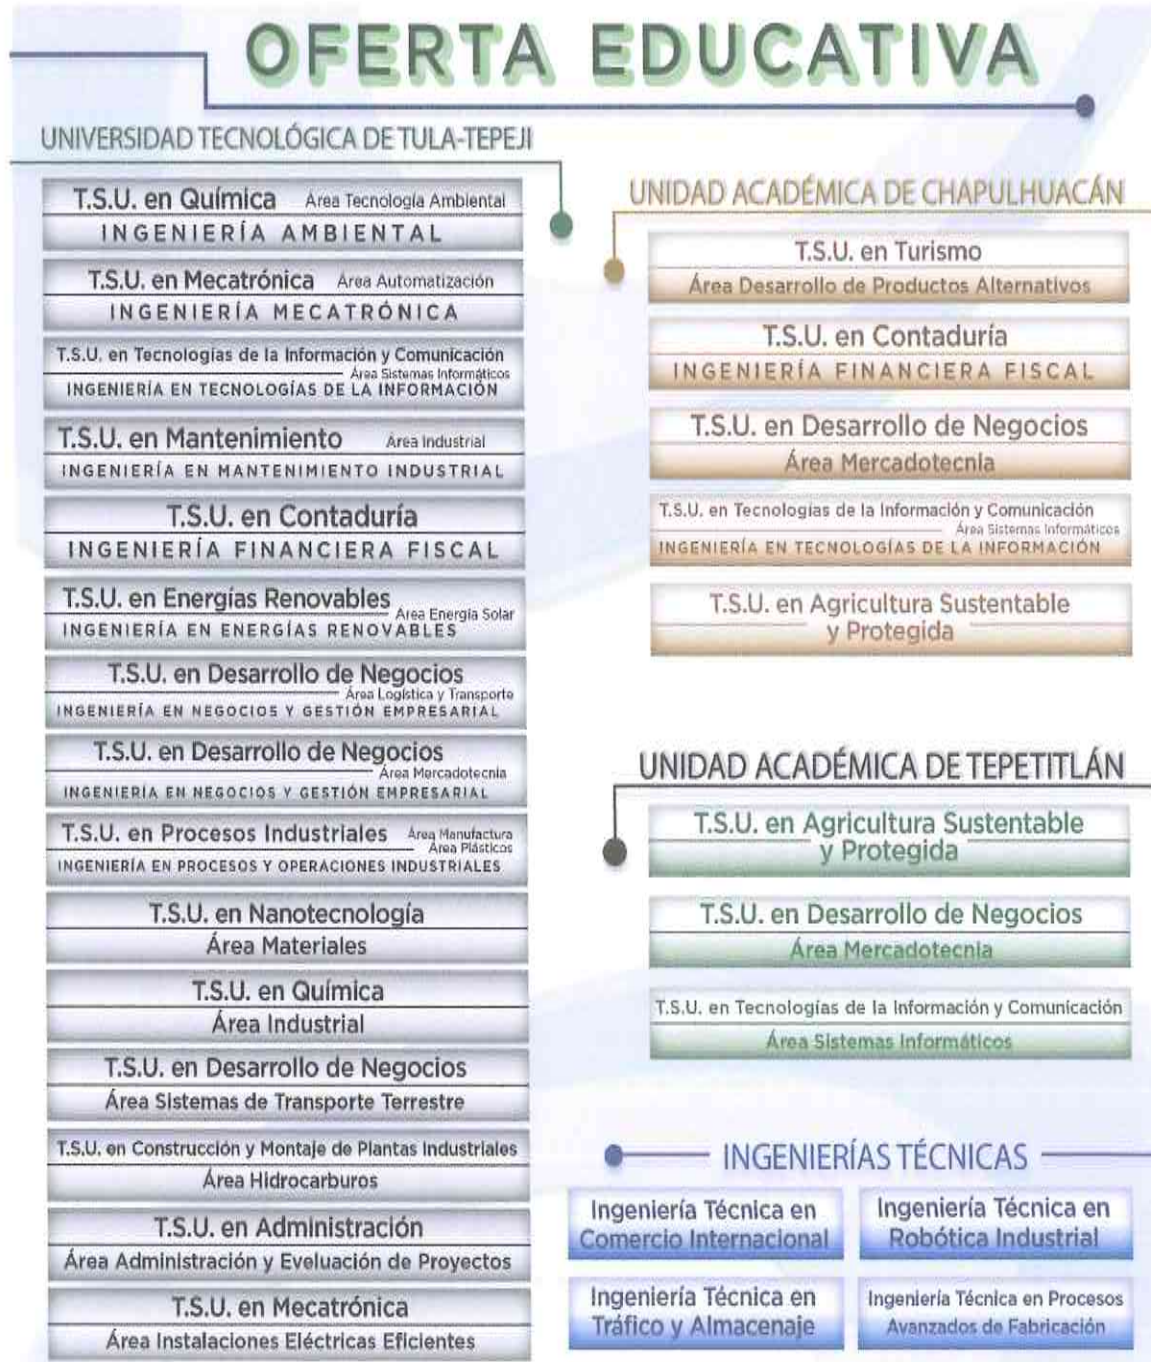 OFERTA EDUCATIVA
UNIVERSIDAD TECNOLÓGICA DE TULA-TEPEJI
T.S.U. en Química Área Tecnología Ambiental
INGENIERÍA AMBIENTAL
T.S.U. en Mecatrónica Área Automatización
INGENIERÍA MECATRÓNICA
T.S.U. en Tecnologías de la Información y Comunicación
Área Sistemas Informáticos
INGENIERÍA EN TECNOLOGÍAS DE LA INFORMACIÓN
T.S.U. en Mantenimiento Área Industrial
INGENIERÍA EN MANTENIMIENTO INDUSTRIAL
T.S.U. en Contaduría
INGENIERÍA FINANCIERA FISCAL
T.S.U. en Energías Renovables
Área Energía Solar
INGENIERÍA EN ENERGÍAS RENOVABLES
T.S.U. en Desarrollo de Negocios
Área Logística y Transporte
INGENIERÍA EN NEGOCIOS Y GESTIÓN EMPRESARIAL
T.S.U. en Desarrollo de Negocios
Área Mercadotecnia
INGENIERÍA EN NEGOCIOS Y GESTIÓN EMPRESARIAL
T.S.U. en Procesos Industriales Área Manufactura
Área Plásticos
INGENIERÍA EN PROCESOS Y OPERACIONES INDUSTRIALES
T.S.U. en Nanotecnología
Área Materiales
T.S.U. en Química
Área Industrial
T.S.U. en Desarrollo de Negocios
Área Sistemas de Transporte Terrestre
T.S.U. en Construcción y Montaje de Plantas Industriales
Área Hidrocarburos
T.S.U. en Administración
Área Administración y Eveluación de Proyectos
T.S.U. en Mecatrónica
Área Instalaciones Eléctricas Eficientes
UNIDAD ACADÉMICA DE CHAPULHUACÁN
T.S.U. en Turismo
Área Desarrollo de Productos Alternativos
T.S.U. en Contaduría
INGENIERÍA FINANCIERA FISCAL
T.S.U. en Desarrollo de Negocios
Área Mercadotecnia
T.S.U. en Tecnologías de la Información y Comunicación
Área Sistemas Informáticos
INGENIERÍA EN TECNOLOGÍAS DE LA INFORMACIÓN
T.S.U. en Agricultura Sustentable
y Protegida
UNIDAD ACADÉMICA DE TEPETITLÁN
T.S.U. en Agricultura Sustentable
y Protegida
T.S.U. en Desarrollo de Negocios
Área Mercadotecnia
T.S.U. en Tecnologías de la Información y Comunicación
Área Sistemas Informáticos
INGENIERÍAS TÉCNICAS
Ingeniería Técnica en
Comercio Internacional
Ingeniería Técnica en
Robótica Industrial
Ingeniería Técnica en
Tráfico y Almacenaje
Ingeniería Técnica en Procesos
Avanzados de Fabricación